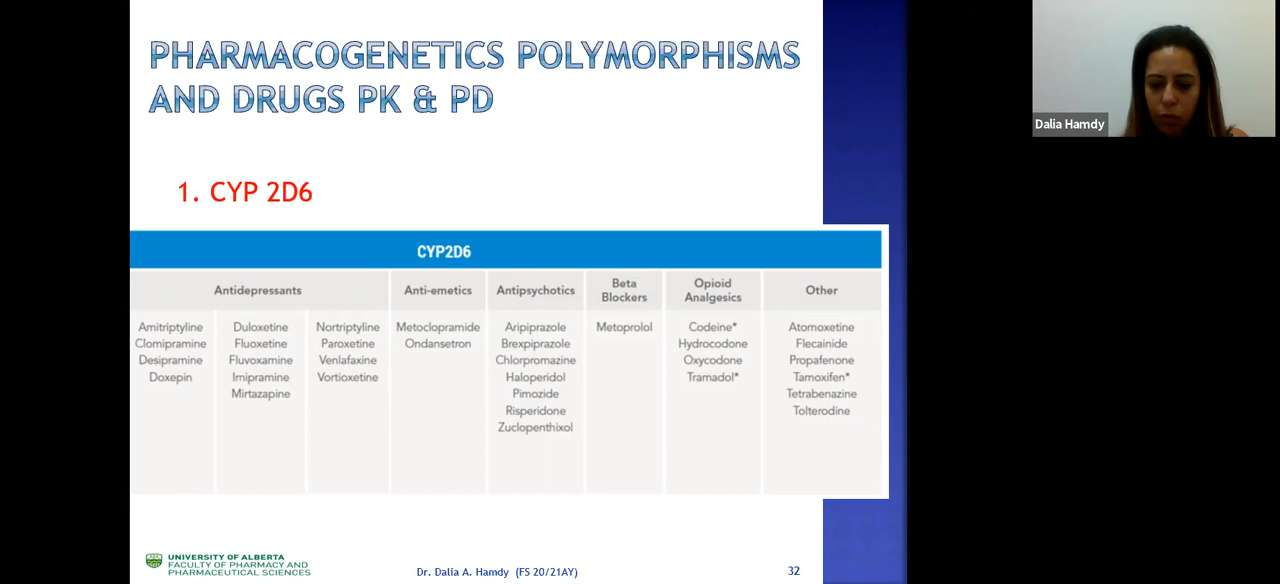 PHARMACOGENETICS POLYMORPHISMS
AND DRUGS PK & PD
Dalia Hamdy
1. CYP 2D6
CYP2D6
Antidepressants
Amitriptyline
Clomipramine
Desipramine
Doxepin
Duloxetine
Fluoxetine
Fluvoxamine
Imipramine
Mirtazapine
Nortriptyline
Paroxetine
Venlafaxine
Vortioxetine
Anti-emetics
Metoclopramide
Ondansetron
Antipsychotics
Aripiprazole
Brexpiprazole
Chlorpromazine
Haloperidol
Pimozide
Risperidone
Zuclopenthixol
Beta
Blockers
Metoprolol
Opioid
Analgesics
Codeine*
Hydrocodone
Oxycodone
Tramadol*
Other
Atomoxetine
Flecainide
Propafenone
Tamoxifen*
Tetrabenazine
Tolterodine
UNIVERSITY OF ALBERTA
FACULTY OF PHARMACY AND
PHARMACEUTICAL SCIENCES
Dr. Dalia A. Hamdy (FS 20/21AY)
32